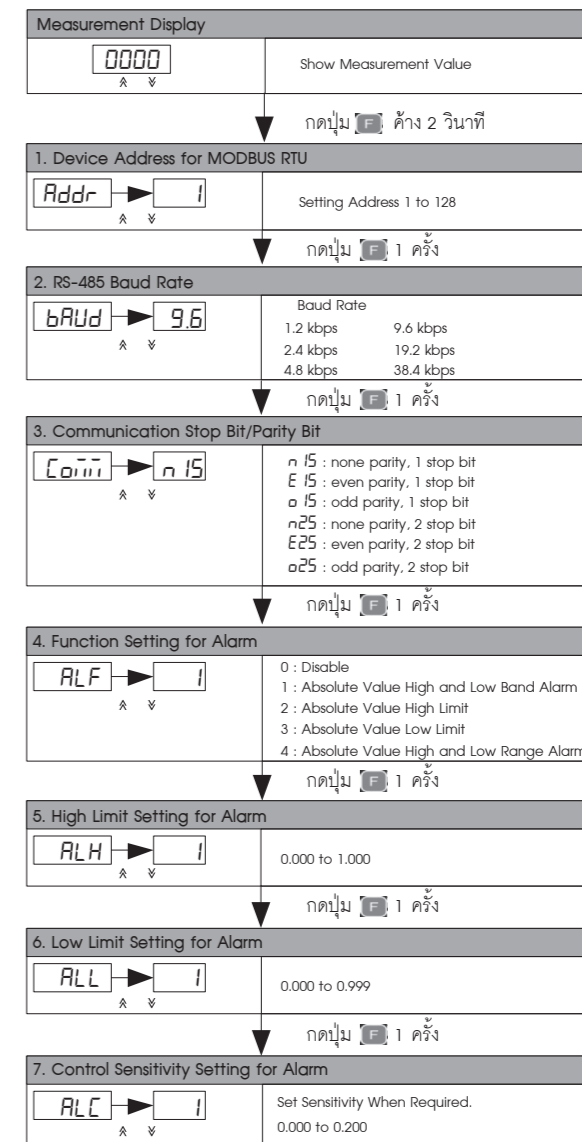 Measurement Display
0000
Show Measurement Value
กดปุ่ม F ค้าง 2 วินาที
1. Device Address for MODBUS RTU
Addr 1
Setting Address 1 to 128
กดปุ่ม F 1 ครั้ง
2. RS-485 Baud Rate
bAUd 9.6
Baud Rate
1.2 kbps 9.6 kbps
2.4 kbps 19.2 kbps
4.8 kbps 38.4 kbps
กดปุ่ม F 1 ครั้ง
3. Communication Stop Bit/Parity Bit
Comm n 1S
n 1S : none parity, 1 stop bit
E 1S : even parity, 1 stop bit
o 1S : odd parity, 1 stop bit
n2S : none parity, 2 stop bit
E2S : even parity, 2 stop bit
o2S : odd parity, 2 stop bit
กดปุ่ม F 1 ครั้ง
4. Function Setting for Alarm
ALF 1
0 : Disable
1 : Absolute Value High and Low Band Alarm
2 : Absolute Value High Limit
3 : Absolute Value Low Limit
4 : Absolute Value High and Low Range Alarm
กดปุ่ม F 1 ครั้ง
5. High Limit Setting for Alarm
ALH 1
0.000 to 1.000
กดปุ่ม F 1 ครั้ง
6. Low Limit Setting for Alarm
ALL 1
0.000 to 0.999
กดปุ่ม F 1 ครั้ง
7. Control Sensitivity Setting for Alarm
ALC 1
Set Sensitivity When Required.
0.000 to 0.200